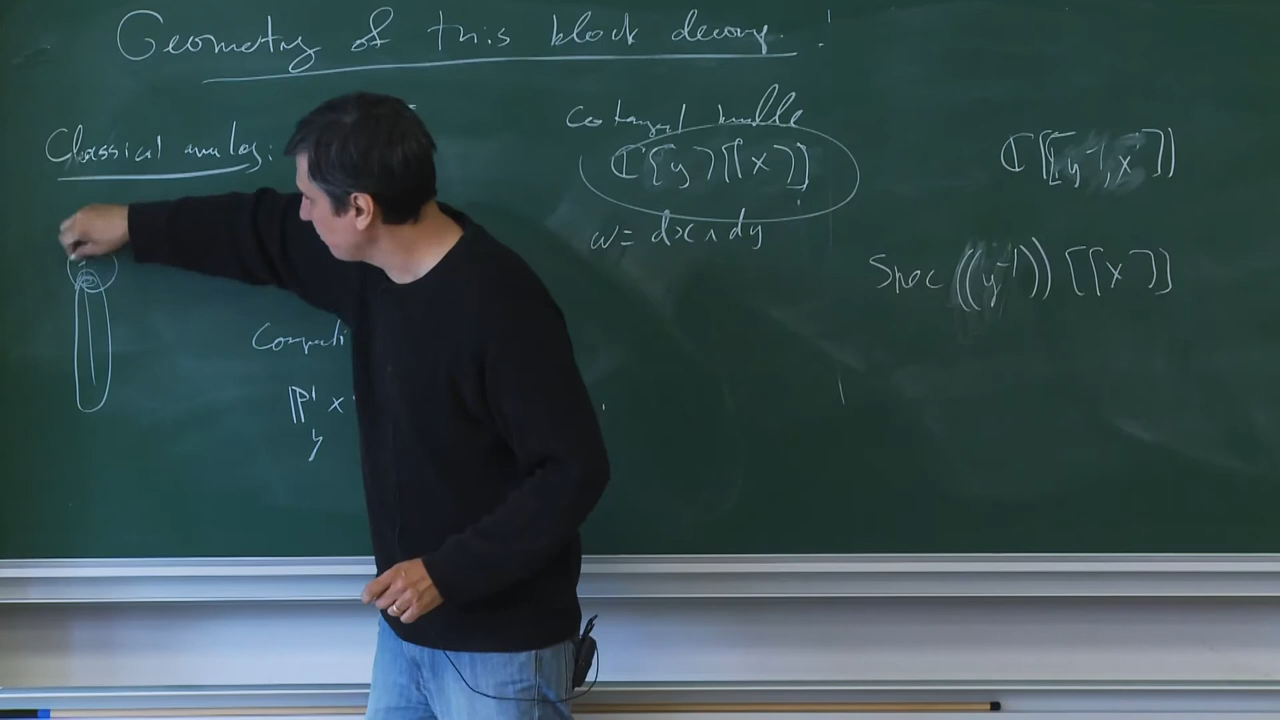 Geometry of this block decomp. !
Classical analog:
cotangent bundle
ℂ[y][[x]]
ω = dx ∧ dy
ℂ[[y⁻¹, x]]
Spec ((y⁻¹))[[x]]
Compacti
ℙ¹ ×
y